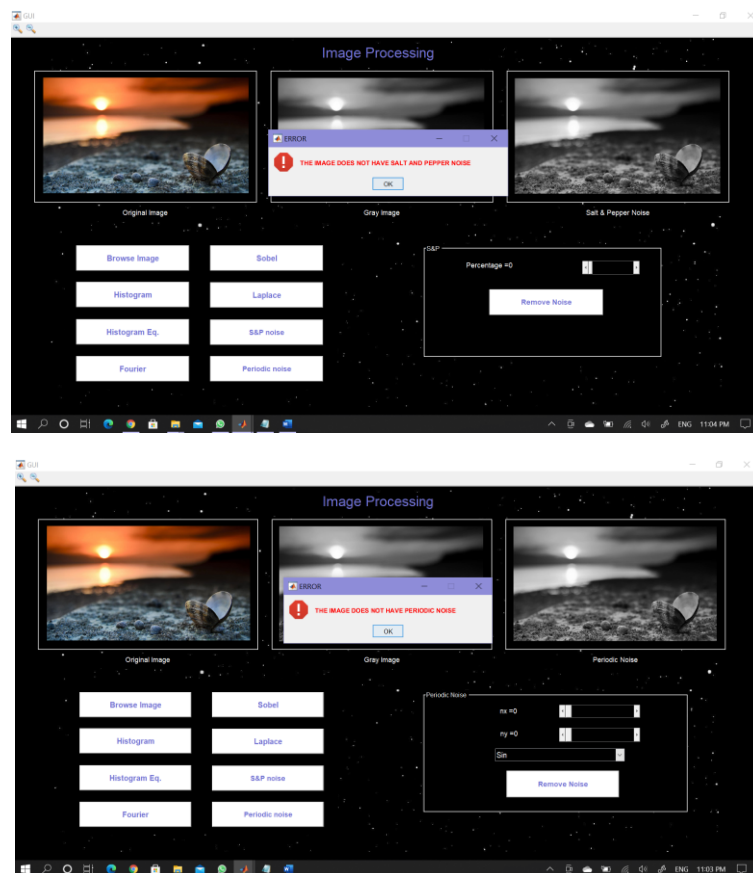 GUI
Image Processing
ERROR
THE IMAGE DOES NOT HAVE SALT AND PEPPER NOISE
OK
Original Image
Gray Image
Salt & Pepper Noise
Browse Image
Sobel
Histogram
Laplace
Histogram Eq.
S&P noise
Fourier
Periodic noise
S&P
Percentage =0
Remove Noise
ENG
11:04 PM
GUI
Image Processing
ERROR
THE IMAGE DOES NOT HAVE PERIODIC NOISE
OK
Original Image
Gray Image
Periodic Noise
Browse Image
Sobel
Histogram
Laplace
Histogram Eq.
S&P noise
Fourier
Periodic noise
Periodic Noise
nx =0
ny =0
Sin
Remove Noise
ENG
11:03 PM